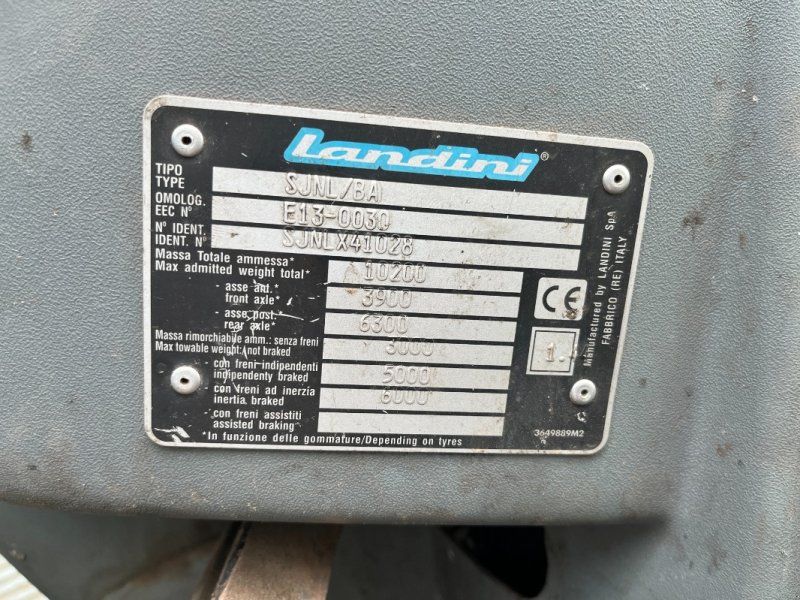 Landini®
TIPO
TYPE SJNL/BA
OMOLOG.
EEC N° E13-0030
N° IDENT.
IDENT. N° SJNLX41028
Massa Totale ammessa*
Max admitted weight total* 10200
- asse ant.*
front axle* 3900
- asse post.
rear axle* 6300
Massa rimorchiabile amm.: senza freni
Max towable weight: not braked 3000
- con freni indipendenti
indipendenty braked 5000
- con freni ad inerzia
inertia braked 6000
- con freni assistiti
assisted braking
*In funzione delle gommature/Depending on tyres
CE
1.
Manufactured by LANDINI SpA
FABBRICO (RE) ITALY
3649889M2